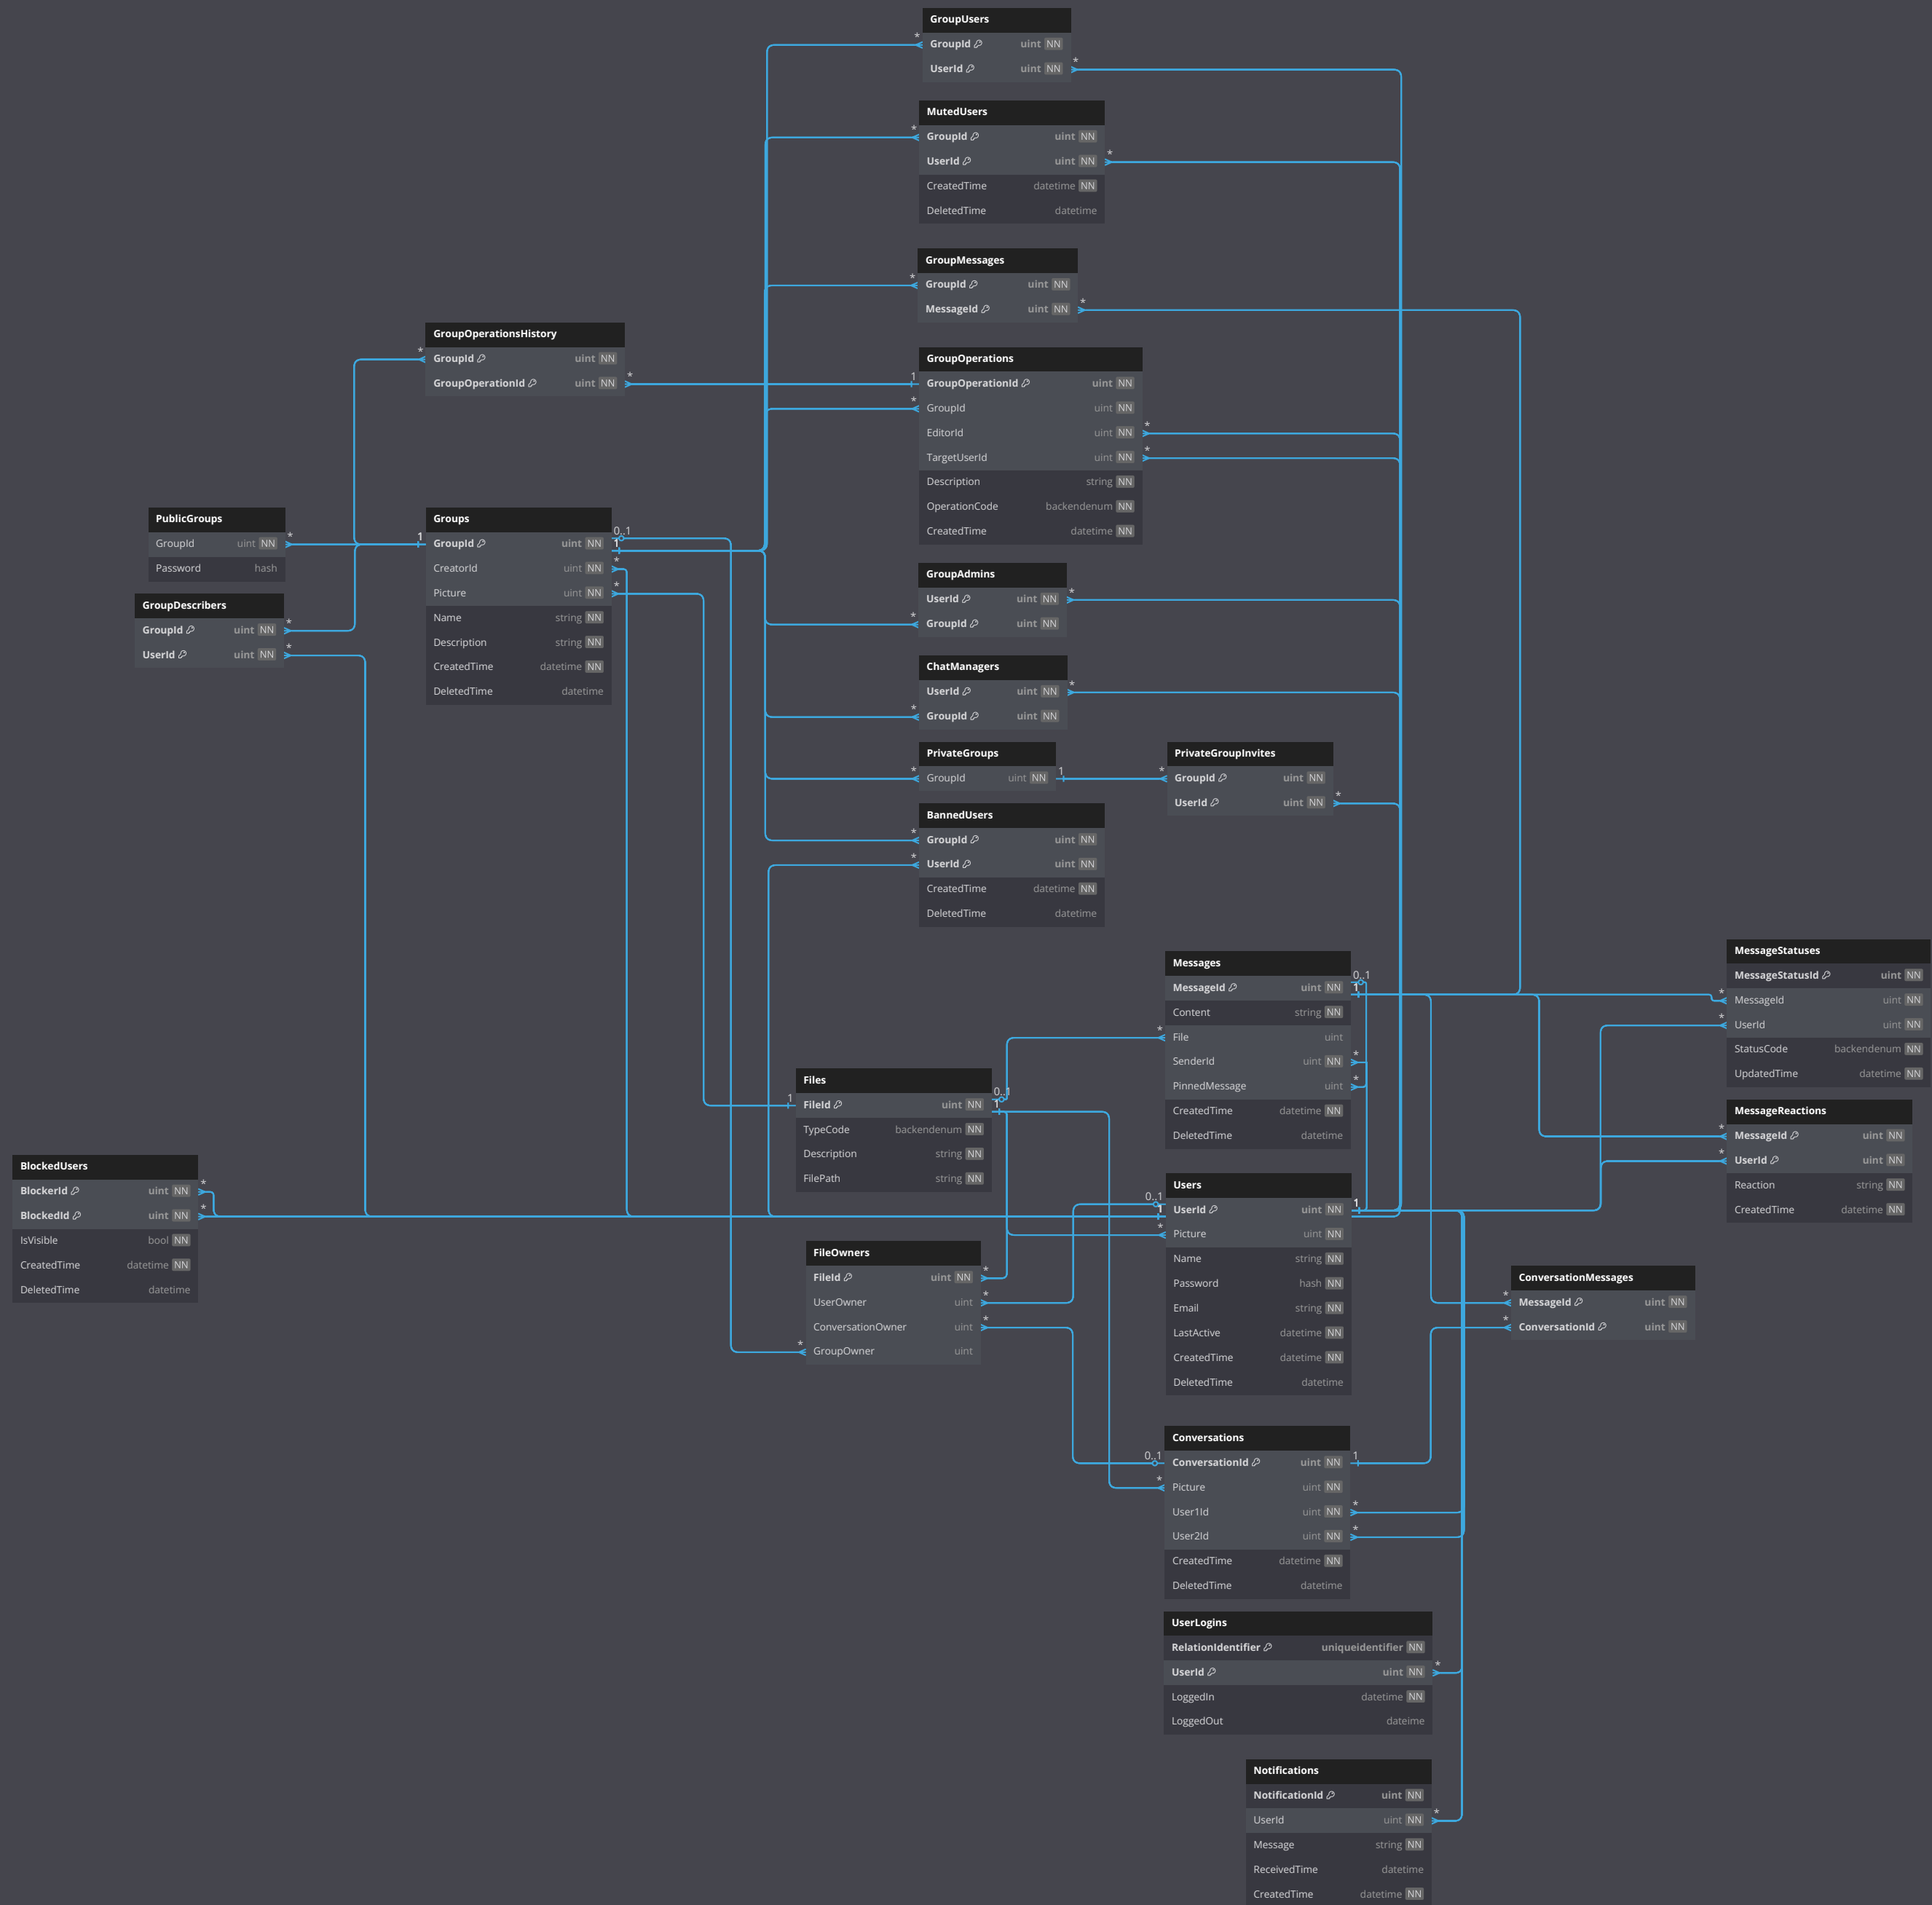 GroupUsers
GroupId uint NN
UserId uint NN
MutedUsers
GroupId uint NN
UserId uint NN
CreatedTime datetime NN
DeletedTime datetime
GroupMessages
GroupId uint NN
MessageId uint NN
GroupOperationsHistory
GroupId uint NN
GroupOperationId uint NN
GroupOperations
GroupOperationId uint NN
GroupId uint NN
EditorId uint NN
TargetUserId uint NN
Description string NN
OperationCode backendenum NN
CreatedTime datetime NN
PublicGroups
GroupId uint NN
Password hash
GroupDescribers
GroupId uint NN
UserId uint NN
Groups
GroupId uint NN
CreatorId uint NN
Picture uint NN
Name string NN
Description string NN
CreatedTime datetime NN
DeletedTime datetime
GroupAdmins
UserId uint NN
GroupId uint NN
ChatManagers
UserId uint NN
GroupId uint NN
PrivateGroups
GroupId uint NN
PrivateGroupInvites
GroupId uint NN
UserId uint NN
BannedUsers
GroupId uint NN
UserId uint NN
CreatedTime datetime NN
DeletedTime datetime
Messages
MessageId uint NN
Content string NN
File uint
SenderId uint NN
PinnedMessage uint
CreatedTime datetime NN
DeletedTime datetime
MessageStatuses
MessageStatusId uint NN
MessageId uint NN
UserId uint NN
StatusCode backendenum NN
UpdatedTime datetime NN
Files
FileId uint NN
TypeCode backendenum NN
Description string NN
FilePath string NN
MessageReactions
MessageId uint NN
UserId uint NN
Reaction string NN
CreatedTime datetime NN
BlockedUsers
BlockerId uint NN
BlockedId uint NN
IsVisible bool NN
CreatedTime datetime NN
DeletedTime datetime
Users
UserId uint NN
Picture uint NN
Name string NN
Password hash NN
Email string NN
LastActive datetime NN
CreatedTime datetime NN
DeletedTime datetime
FileOwners
FileId uint NN
UserOwner uint
ConversationOwner uint
GroupOwner uint
ConversationMessages
MessageId uint NN
ConversationId uint NN
Conversations
ConversationId uint NN
Picture uint NN
User1Id uint NN
User2Id uint NN
CreatedTime datetime NN
DeletedTime datetime
UserLogins
RelationIdentifier uniqueidentifier NN
UserId uint NN
LoggedIn datetime NN
LoggedOut dateime
Notifications
NotificationId uint NN
UserId uint NN
Message string NN
ReceivedTime datetime
CreatedTime datetime NN